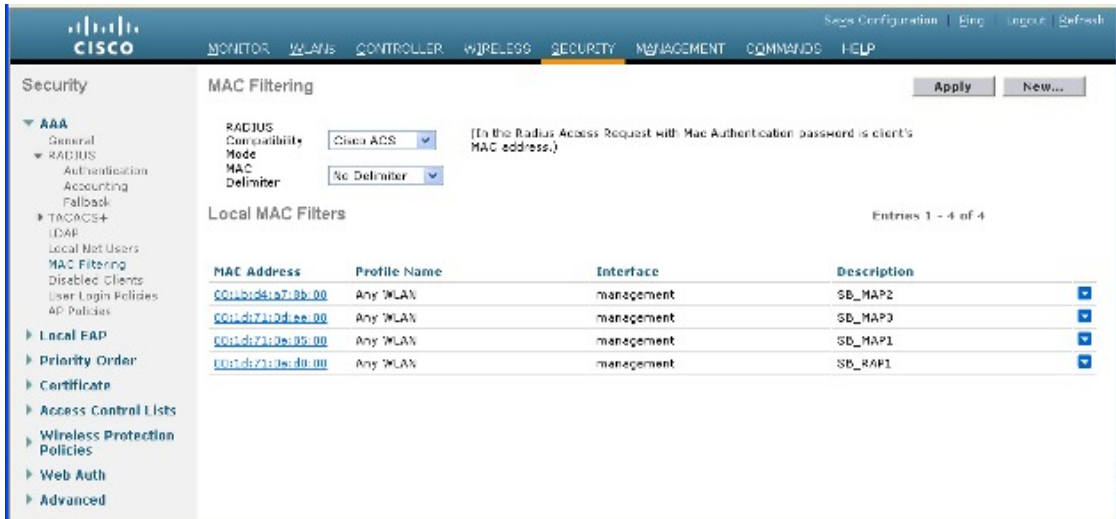 Save Configuration | Ping | Logout | Refresh
CISCO
MONITOR WLANs CONTROLLER WIRELESS SECURITY MANAGEMENT COMMANDS HELP
Security
AAA
General
RADIUS
Authentication
Accounting
Fallback
TACACS+
LDAP
Local Net Users
MAC Filtering
Disabled Clients
User Login Policies
AP Policies
Local EAP
Priority Order
Certificate
Access Control Lists
Wireless Protection
Policies
Web Auth
Advanced
MAC Filtering
Apply
New...
RADIUS
Compatibility
Mode
Cisco ACS
(In the Radius Access Request with Mac Authentication password is client's
MAC address.)
MAC
Delimiter
No Delimiter
Local MAC Filters
Entries 1 - 4 of 4
MAC Address Profile Name Interface Description
Any WLAN management SB_MAP2
Any WLAN management SB_MAP3
Any WLAN management SB_MAP1
Any WLAN management SB_RAP1